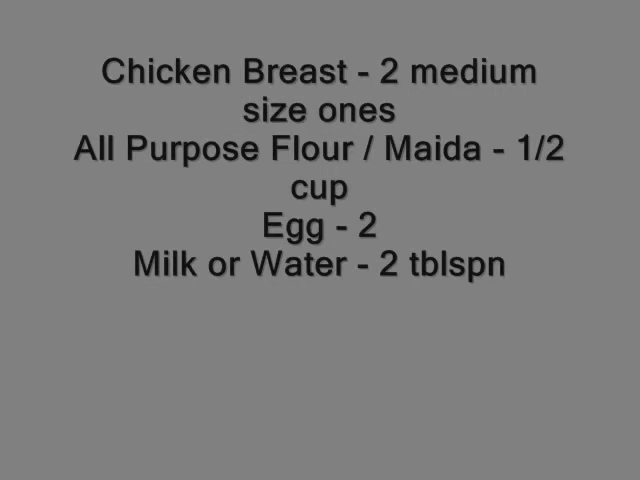 Chicken Breast - 2 medium
size ones
All Purpose Flour / Maida - 1/2
cup
Egg - 2
Milk or Water - 2 tblspn